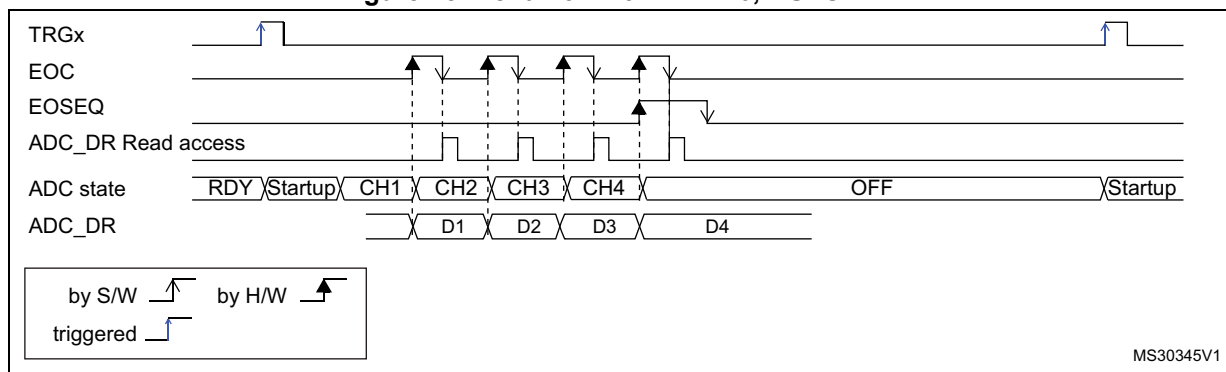 TRGx
EOC
EOSEQ
ADC_DR Read access
ADC state RDY Startup CH1 CH2 CH3 CH4 OFF Startup
ADC_DR D1 D2 D3 D4
by S/W by H/W
triggered
MS30345V1